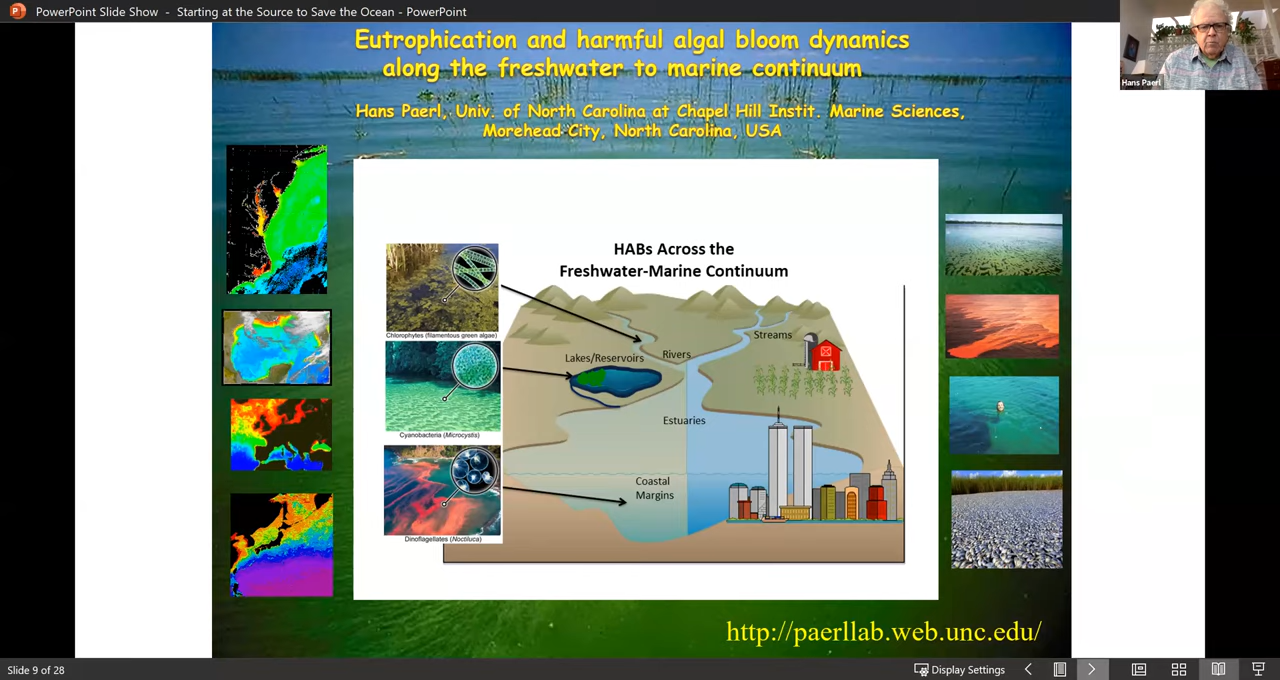 PowerPoint Slide Show - Starting at the Source to Save the Ocean - PowerPoint
Hans Paerl
Eutrophication and harmful algal bloom dynamics
along the freshwater to marine continuum
Hans Paerl, Univ. of North Carolina at Chapel Hill Instit. Marine Sciences,
Morehead City, North Carolina, USA
HABs Across the
Freshwater-Marine Continuum
Chlorophytes (filamentous green algae)
Streams
Lakes/Reservoirs
Rivers
Cyanobacteria (Microcystis)
Estuaries
Coastal
Margins
Dinoflagellates (Noctiluca)
http://paerllab.web.unc.edu/
Slide 9 of 28
Display Settings